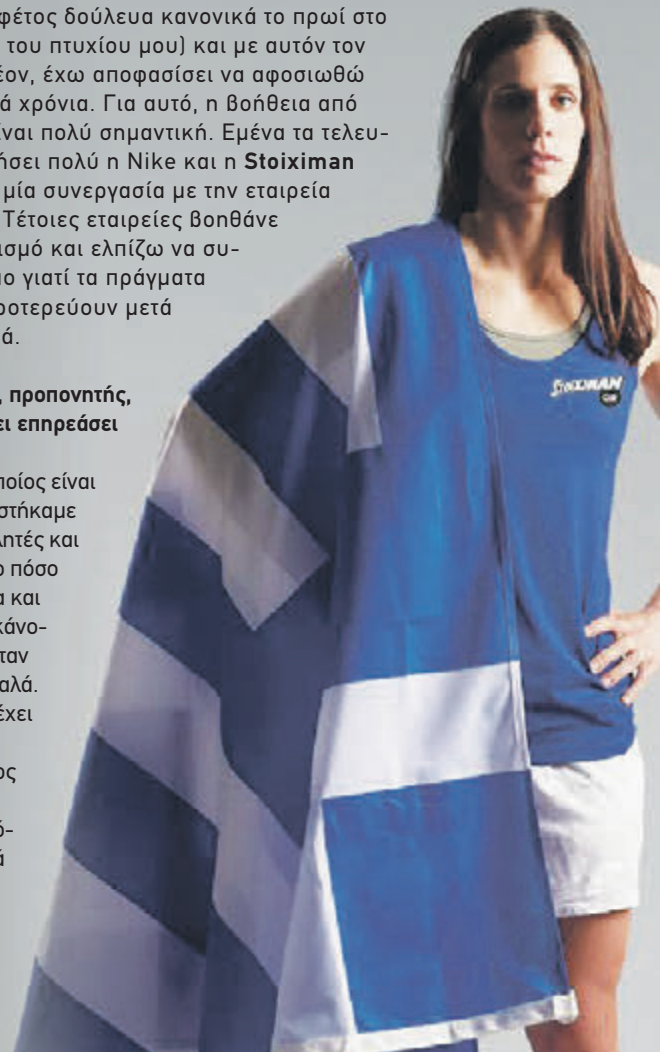 φέτος δούλευα κανονικά το πρωί στο
του πτυχίου μου) και με αυτόν τον
έον, έχω αποφασίσει να αφοσιωθώ
ά χρόνια. Για αυτό, η βοήθεια από
ίναι πολύ σημαντική. Εμένα τα τελευ-
ήσει πολύ η Nike και η Stoiximan
μία συνεργασία με την εταιρεία
Τέτοιες εταιρείες βοηθάνε
ισμό και ελπίζω να συ-
μο γιατί τα πράγματα
ροτερεύουν μετά
ά.
, προπονητής,
ει επηρεάσει
ποίος είναι
στήκαμε
λητές και
ο πόσο
α και
κάνο-
ταν
αλά.
έχει
ος
ό-
ά
STOIXIMAN